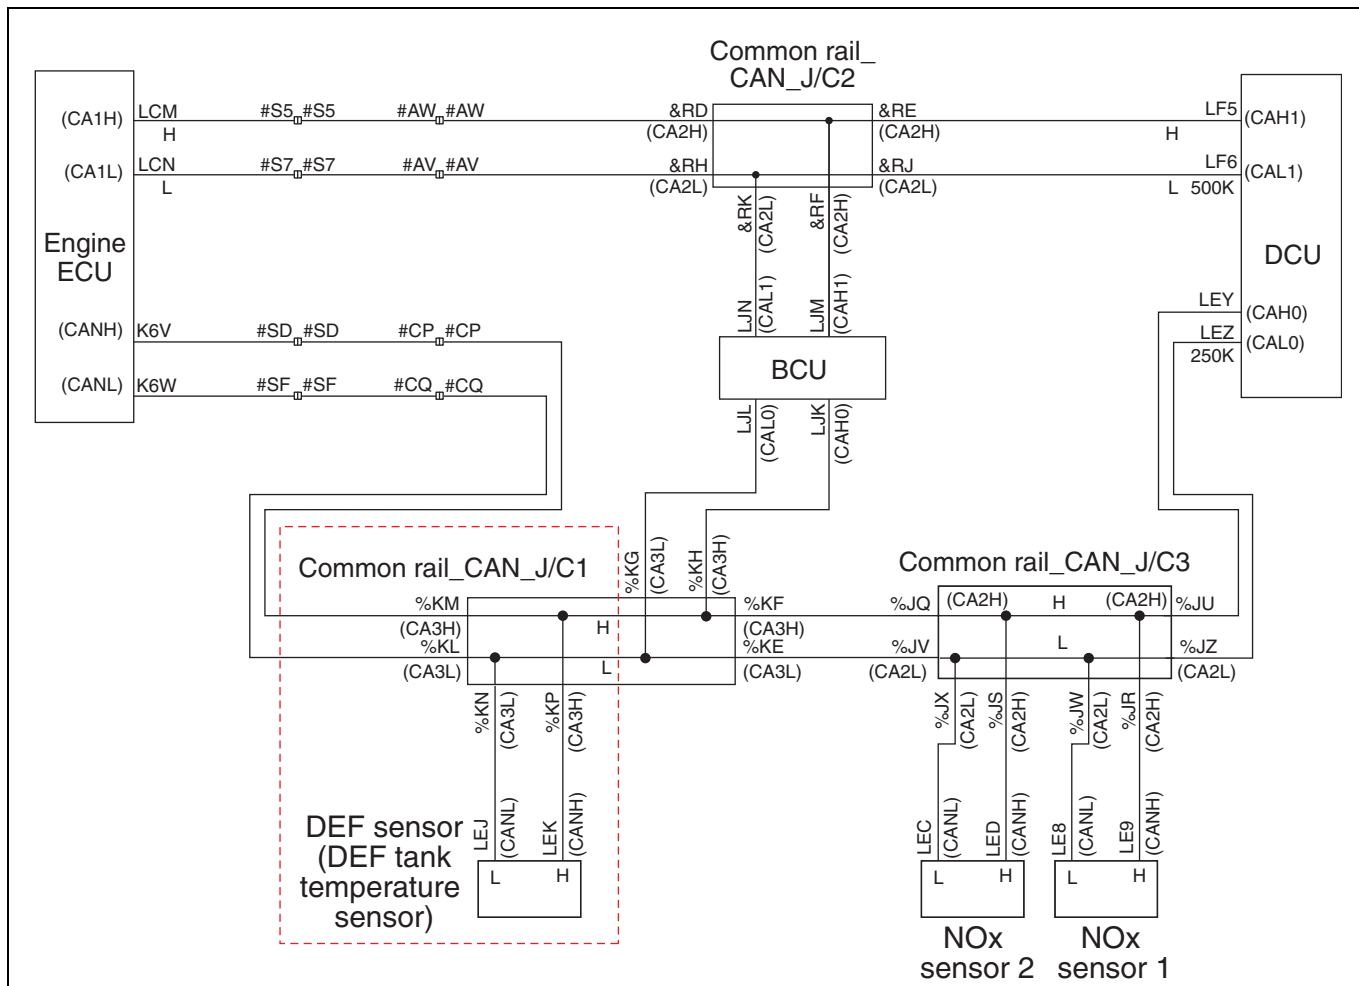 Common rail_
CAN_J/C2
(CA1H)
LCM
H
#S5
#S5
#AW
#AW
&RD
(CA2H)
&RE
(CA2H)
H
LF5
(CAH1)
(CA1L)
LCN
L
#S7
#S7
#AV
#AV
&RH
(CA2L)
&RJ
(CA2L)
LF6
L 500K
(CAL1)
&RK
(CA2L)
&RF
(CA2H)
Engine
ECU
DCU
LJN
(CAL1)
LJM
(CAH1)
LEY
(CAH0)
LEZ
250K
(CAL0)
(CANH)
K6V
#SD
#SD
#CP
#CP
(CANL)
K6W
#SF
#SF
#CQ
#CQ
BCU
LJL
(CAL0)
LJK
(CAH0)
Common rail_CAN_J/C1
%KG
(CA3L)
%KH
(CA3H)
Common rail_CAN_J/C3
%KM
(CA3H)
H
%KF
(CA3H)
%JQ
(CA2H)
H
(CA2H)
%JU
%KL
(CA3L)
L
%KE
(CA3L)
%JV
(CA2L)
L
%JZ
(CA2L)
%KN
(CA3L)
%KP
(CA3H)
%JX
(CA2L)
%JS
(CA2H)
%JW
(CA2L)
%JR
(CA2H)
DEF sensor
(DEF tank
temperature
sensor)
LEJ
(CANL)
LEK
(CANH)
L
H
LEC
(CANL)
LED
(CANH)
L
H
LE8
(CANL)
LE9
(CANH)
L
H
NOx
sensor 2
NOx
sensor 1